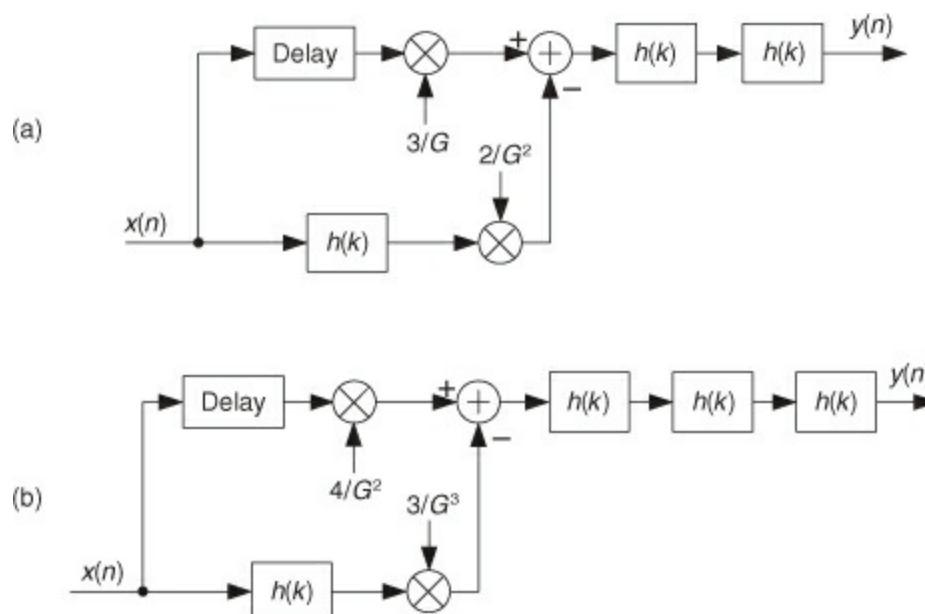 y(n)
+
Delay
+
h(k)
h(k)
−
3/G
(a)
2/G²
x(n)
h(k)
y(n
+
Delay
+
h(k)
h(k)
h(k)
−
4/G²
3/G³
(b)
x(n)
h(k)